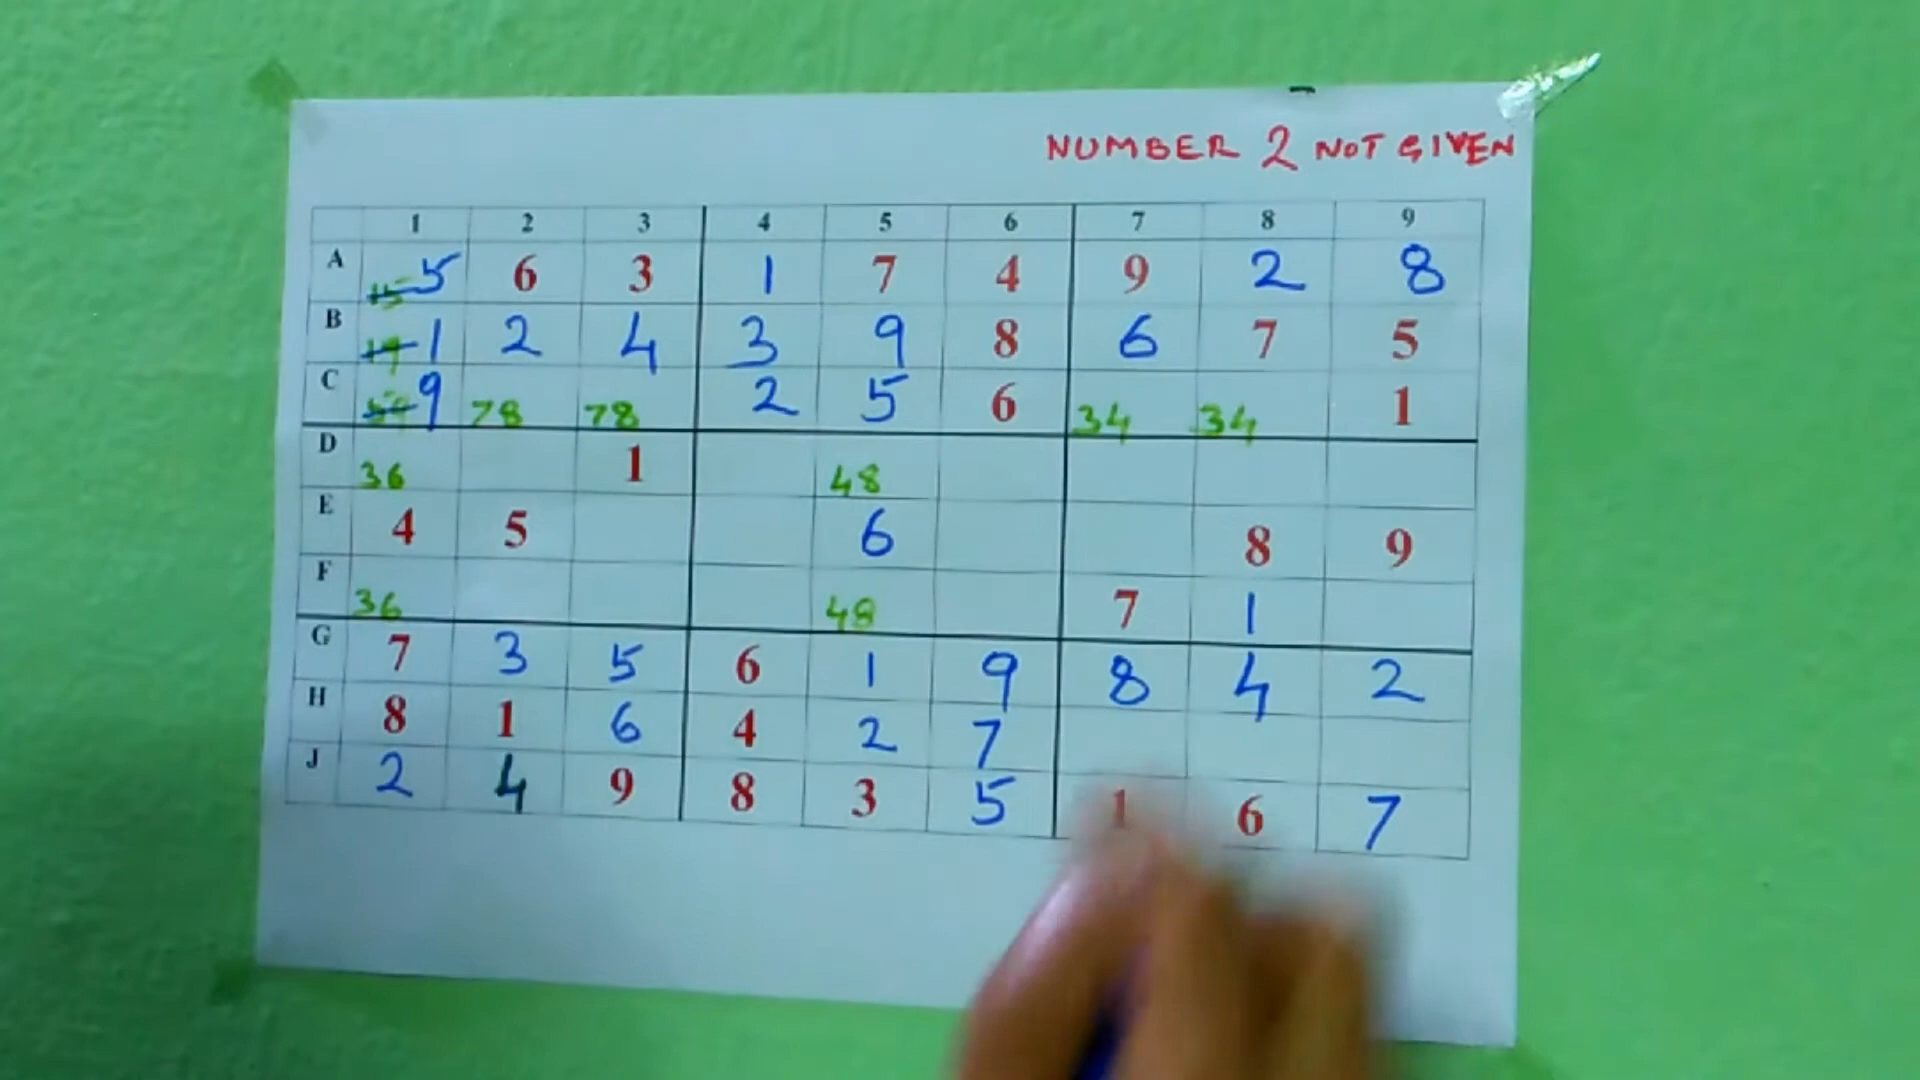 NUMBER 2 NOT GIVEN
1 2 3 4 5 6 7 8 9
A 15 5 6 3 1 7 4 9 2 8
B 19 1 2 4 3 9 8 6 7 5
C 9 78 78 2 5 6 34 34 1
D 36 1 48
E 4 5 6 8 9
F 36 48 7 1
G 7 3 5 6 1 9 8 4 2
H 8 1 6 4 2 7
J 2 4 9 8 3 5 1 6 7